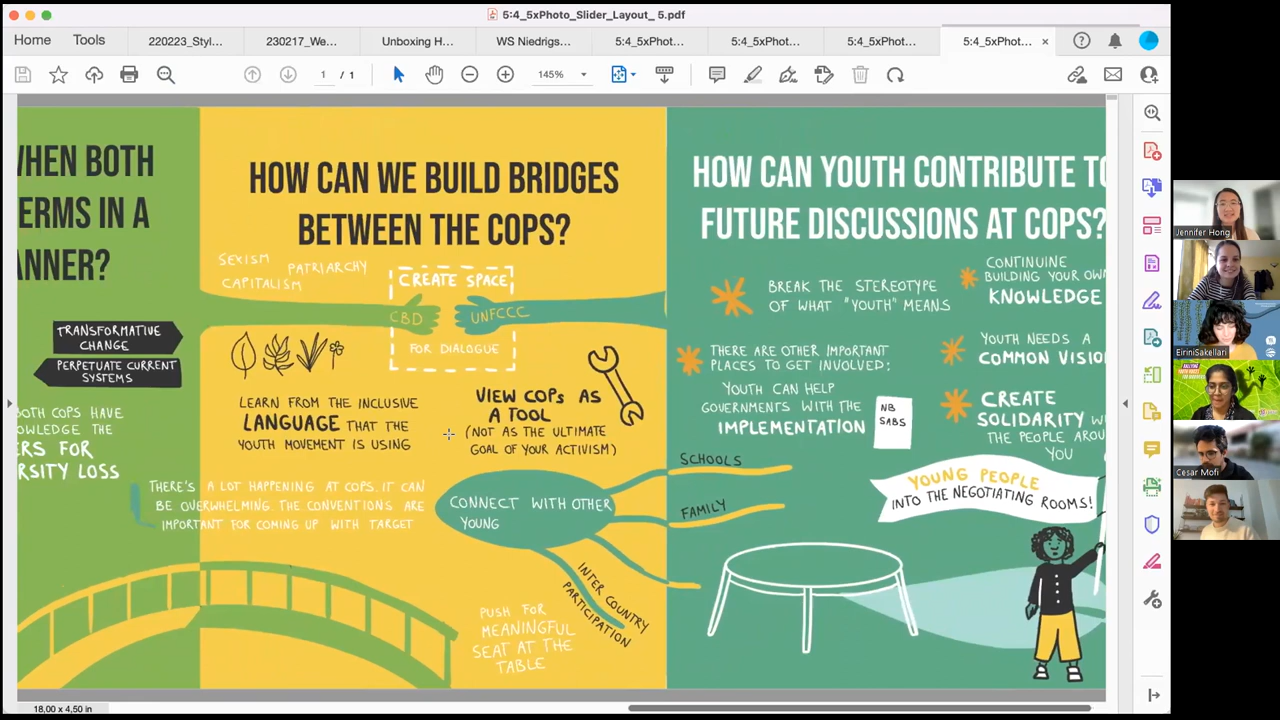 5:4_5xPhoto_Slider_Layout_ 5.pdf
Home
Tools
220223_Styl...
230217_We...
Unboxing H...
WS Niedrigs...
5:4_5xPhot...
5:4_5xPhot...
5:4_5xPhot...
5:4_5xPhot...
1 / 1
145%
WHEN BOTH
ERMS IN A
ANNER?
TRANSFORMATIVE
CHANGE
PERPETUATE CURRENT
SYSTEMS
BOTH COPS HAVE
OWLEDGE THE
ERS FOR
ERSITY LOSS
HOW CAN WE BUILD BRIDGES
BETWEEN THE COPS?
SEXISM
PATRIARCHY
CAPITALISM
CREATE SPACE
CBD
UNFCCC
FOR DIALOGUE
LEARN FROM THE INCLUSIVE
LANGUAGE THAT THE
YOUTH MOVEMENT IS USING
VIEW COPs AS
A TOOL
(NOT AS THE ULTIMATE
GOAL OF YOUR ACTIVISM)
THERE'S A LOT HAPPENING AT COPS. IT CAN
BE OVERWHELMING. THE CONVENTIONS ARE
IMPORTANT FOR COMING UP WITH TARGET
CONNECT WITH OTHER
YOUNG
SCHOOLS
FAMILY
INTER COUNTRY
PARTICIPATION
PUSH FOR
MEANINGFUL
SEAT AT THE
TABLE
HOW CAN YOUTH CONTRIBUTE TO
FUTURE DISCUSSIONS AT COPS?
BREAK THE STEREOTYPE
OF WHAT "YOUTH" MEANS
CONTINUINE
BUILDING YOUR OWN
KNOWLEDGE
THERE ARE OTHER IMPORTANT
PLACES TO GET INVOLVED:
YOUTH CAN HELP
GOVERNMENTS WITH THE
IMPLEMENTATION
NB
SABS
YOUTH NEEDS A
COMMON VISIO
CREATE
SOLIDARITY W
THE PEOPLE AROU
YOU
YOUNG PEOPLE
INTO THE NEGOTIATING ROOMS!
18,00 x 4,50 in
Jennifer Hong
EiriniSakellari
Cesar Mofi